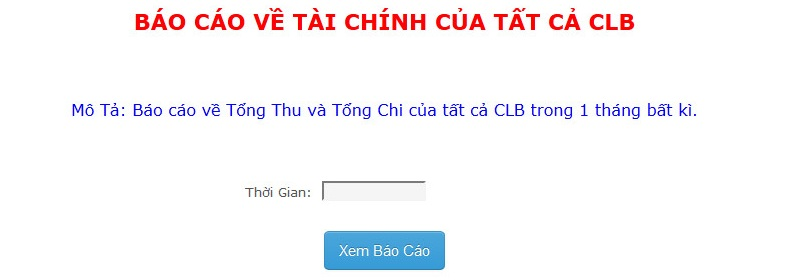 BÁO CÁO VỀ TÀI CHÍNH CỦA TẤT CẢ CLB
Mô Tả: Báo cáo về Tổng Thu và Tổng Chi của tất cả CLB trong 1 tháng bất kì.
Thời Gian:
Xem Báo Cáo